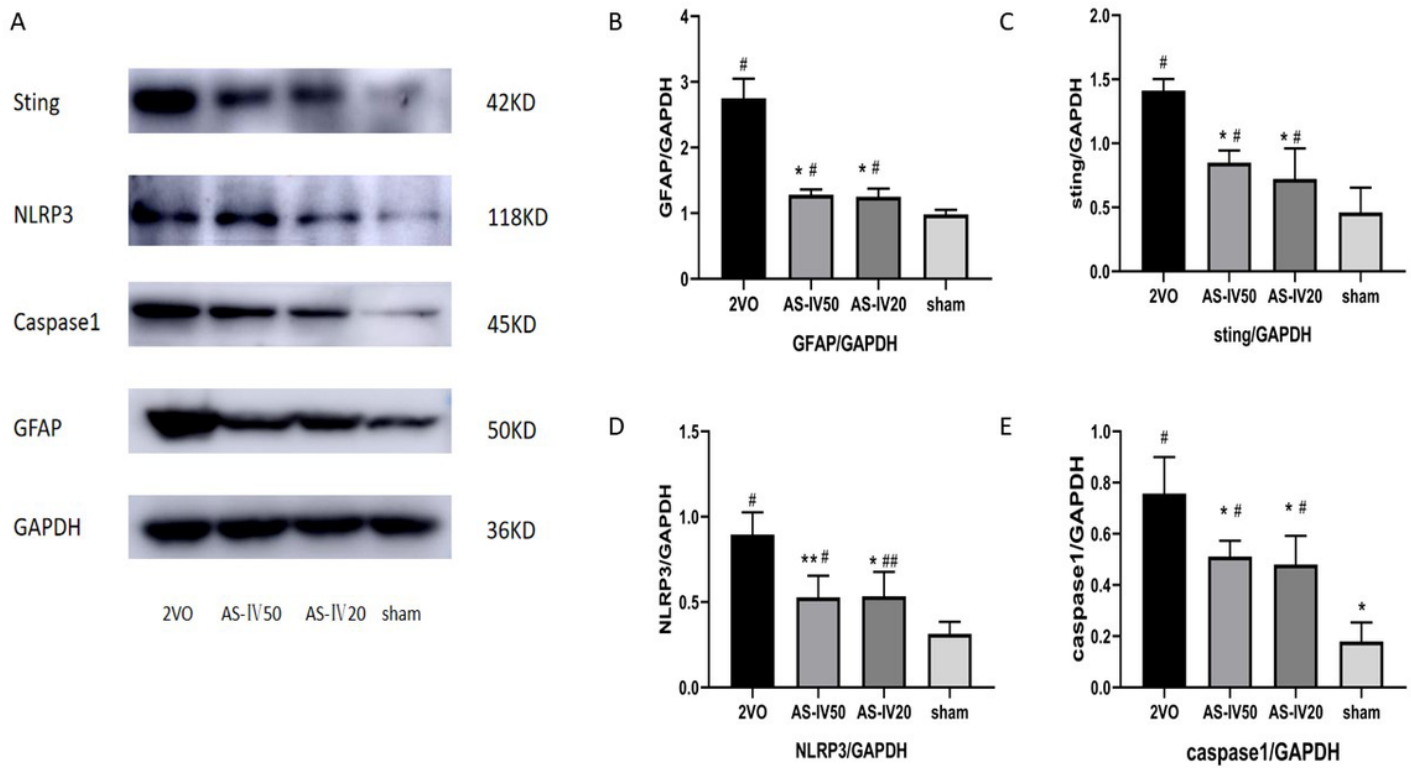 A
Sting 42KD
NLRP3 118KD
Caspase1 45KD
GFAP 50KD
GAPDH 36KD
2VO AS-Ⅳ50 AS-Ⅳ20 sham
B
GFAP/GAPDH
4
3
2
1
0
#
* #
* #
2VO AS-IV50 AS-IV20 sham
GFAP/GAPDH
C
sting/GAPDH
2.0
1.5
1.0
0.5
0.0
#
* #
* #
2VO AS-IV50 AS-IV20 sham
sting/GAPDH
D
NLRP3/GAPDH
1.5
1.0
0.5
0.0
#
** #
* ##
2VO AS-IV50 AS-IV20 sham
NLRP3/GAPDH
E
caspase1/GAPDH
1.0
0.8
0.6
0.4
0.2
0.0
#
* #
* #
*
2VO AS-IV50 AS-IV20 sham
caspase1/GAPDH